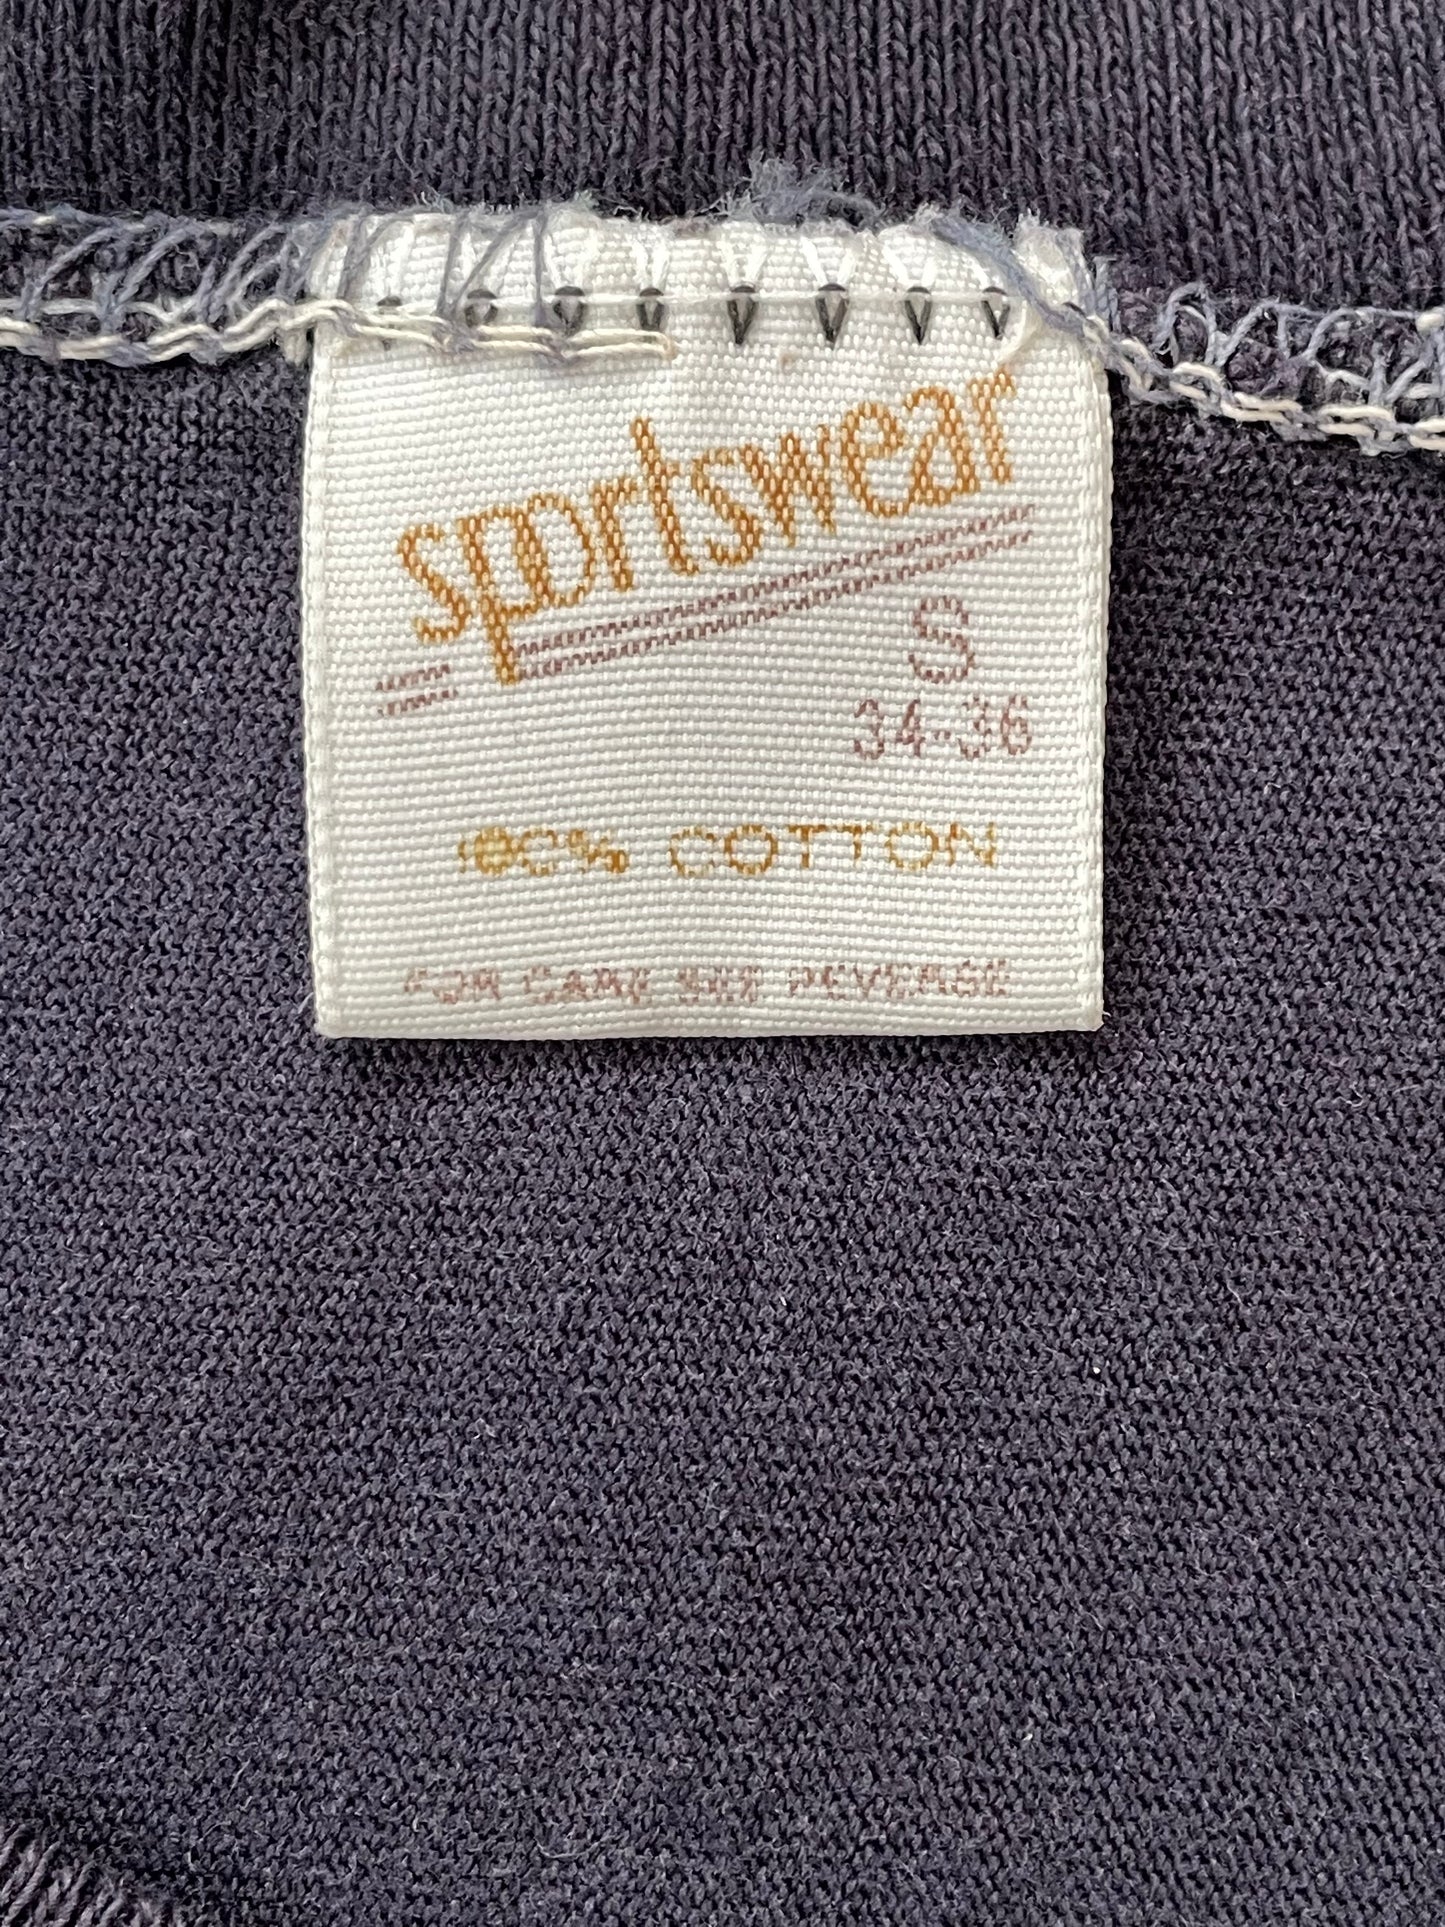 sportswear
S
34-36
100% COTTON
FOR CARE SEE REVERSE